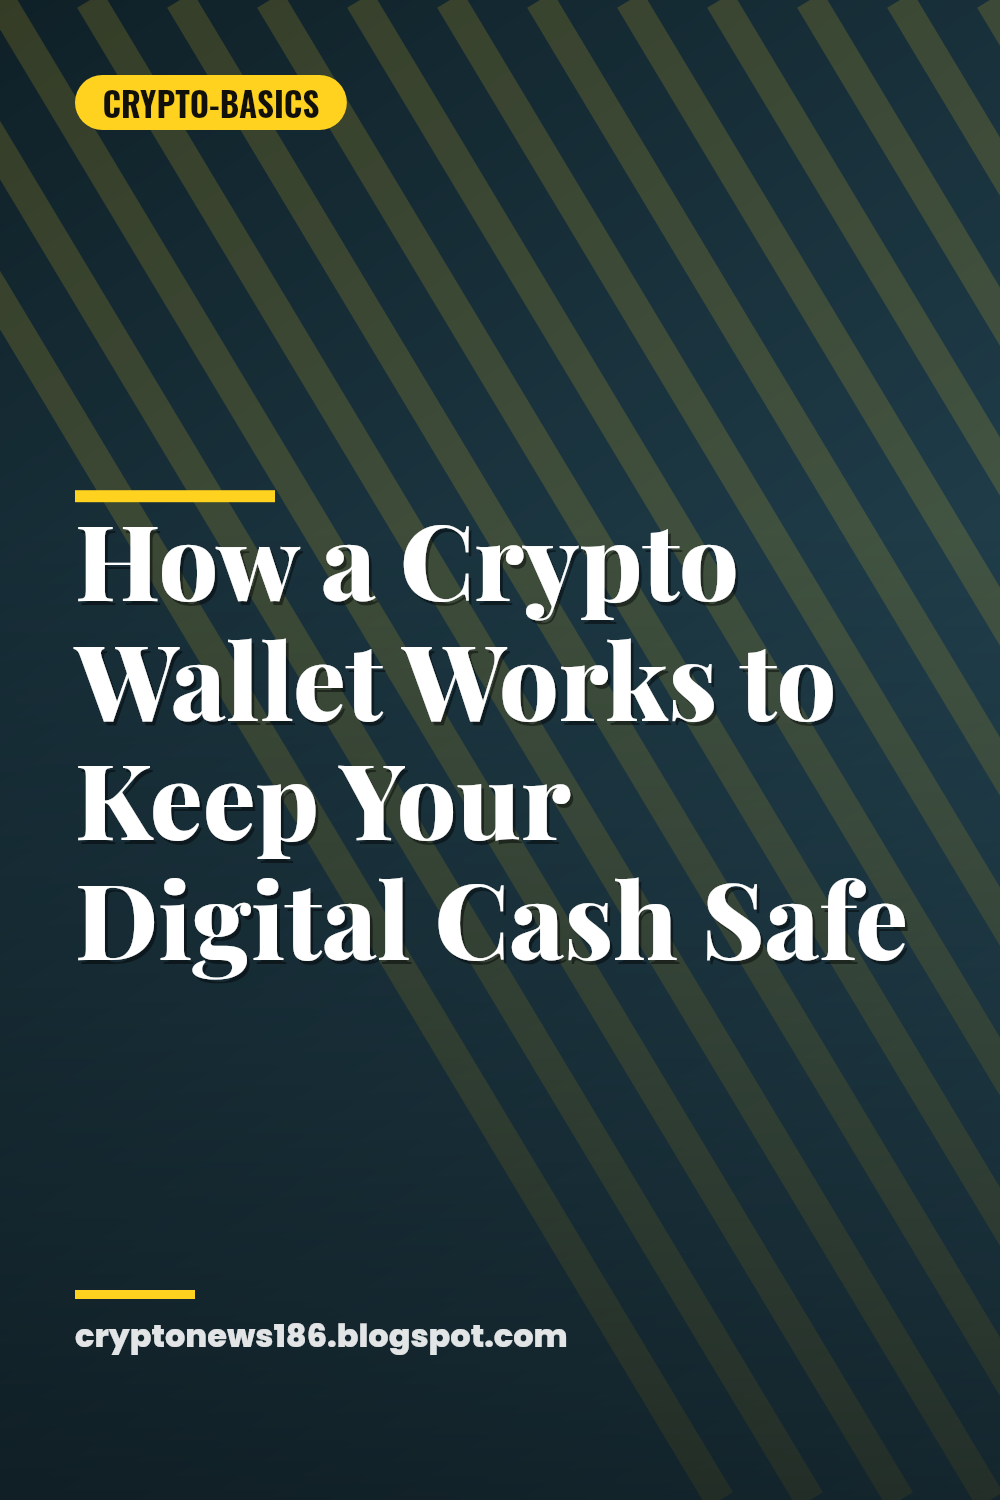 CRYPTO-BASICS
How a Crypto
Wallet Works to
Keep Your
Digital Cash Safe
cryptonews186.blogspot.com